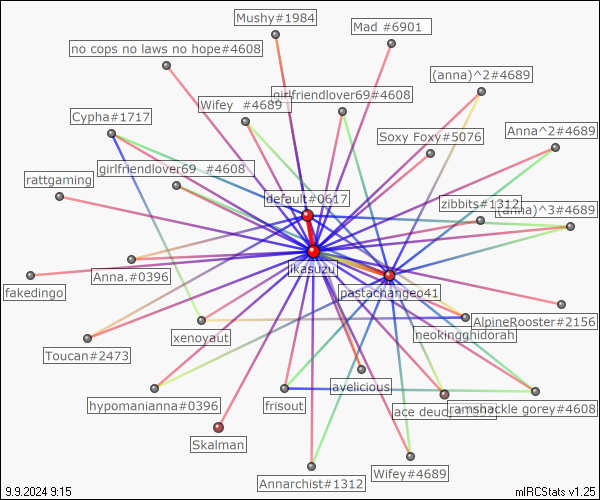 Mushy#1984
Mad #6901
no cops no laws no hope#4608
(anna)^2#4689
girlfriendlover69#4608
Wifey #4689
Cypha#1717
Anna^2#4689
Soxy Foxy#5076
girlfriendlover69 #4608
rattgaming
default#0617
zibbits#1312
(anna)^3#4689
ikasuzu
Anna.#0396
fakedingo
pastachangeo41
AlpineRooster#2156
neokingghidorah
xenoyaut
Toucan#2473
avelicious
hypomanianna#0396
frisout
ace deucy
ramshackle gorey#4608
Skalman
Annarchist#1312
Wifey#4689
9.9.2024 9:15
mIRCStats v1.25